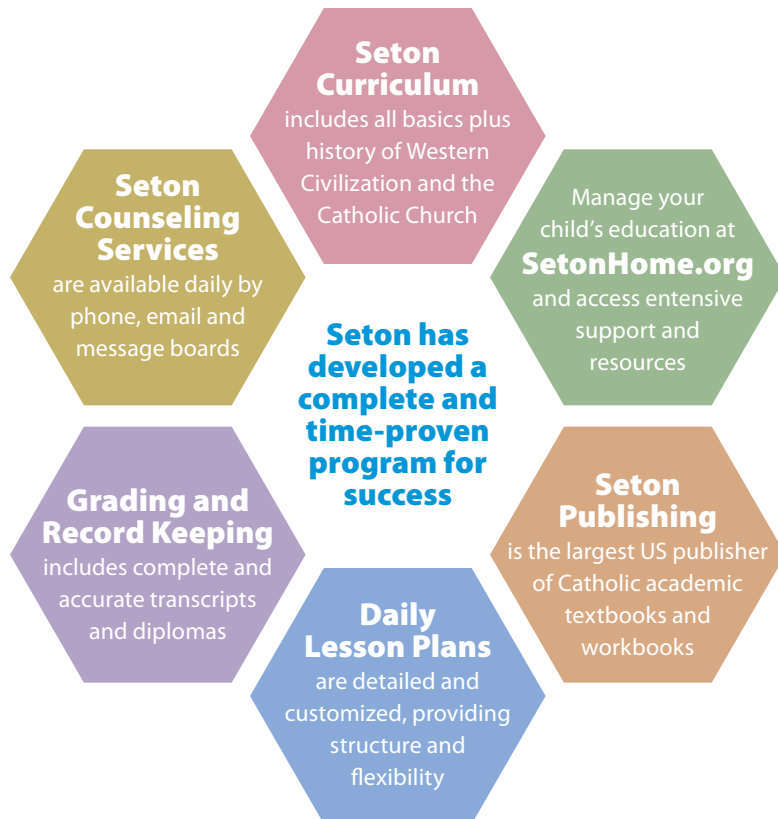 Seton
Curriculum
includes all basics plus
history of Western
Civilization and the
Catholic Church
Seton
Counseling
Services
are available daily by
phone, email and
message boards
Manage your
child's education at
SetonHome.org
and access entensive
support and
resources
Seton has
developed a
complete and
time-proven
program for
success
Grading and
Record Keeping
includes complete and
accurate transcripts
and diplomas
Seton
Publishing
is the largest US publisher
of Catholic academic
textbooks and
workbooks
Daily
Lesson Plans
are detailed and
customized, providing
structure and
flexibility